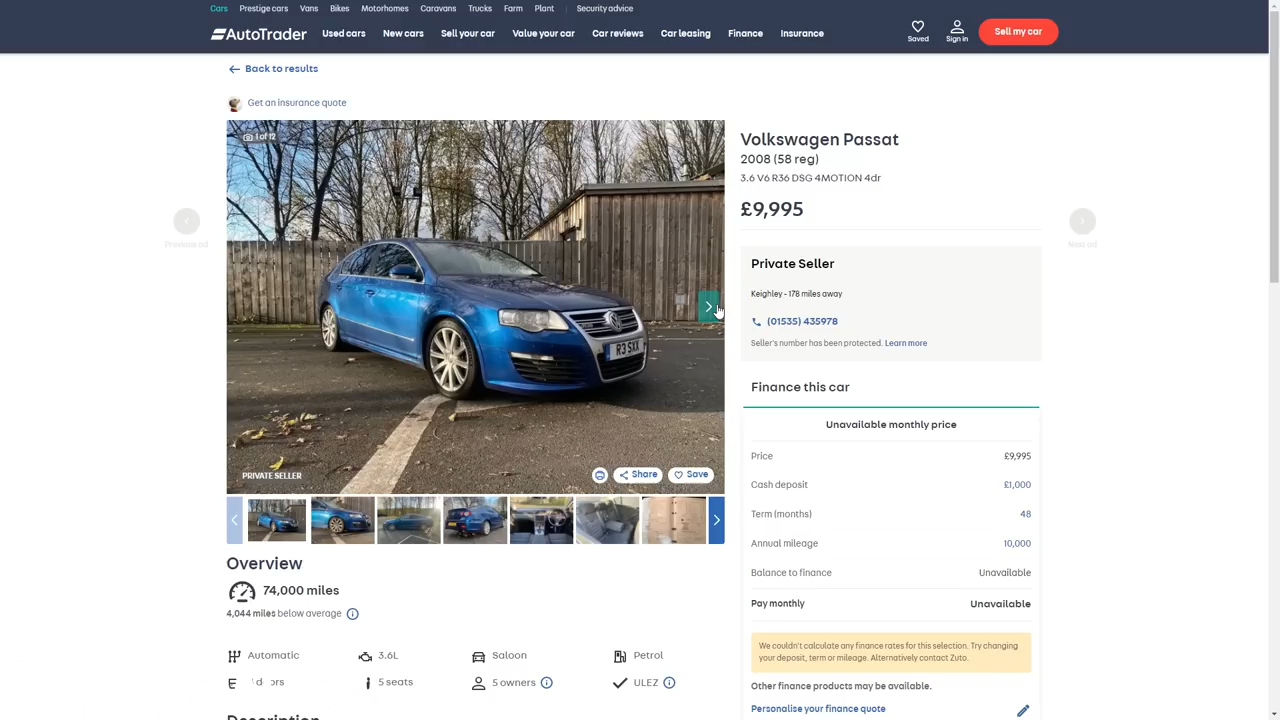 Cars Prestige cars Vans Bikes Motorhomes Caravans Trucks Farm Plant Security advice
AutoTrader Used cars New cars Sell your car Value your car Car reviews Car leasing Finance Insurance Saved Sign in Sell my car
Back to results
Get an insurance quote
1 of 12
Volkswagen Passat
2008 (58 reg)
3.6 V6 R36 DSG 4MOTION 4dr
£9,995
Previous ad
Next ad
Private Seller
Keighley - 178 miles away
(01535) 435978
Seller's number has been protected. Learn more
R3 SXX
PRIVATE SELLER
Share
Save
Finance this car
Unavailable monthly price
Price £9,995
Cash deposit £1,000
Term (months) 48
Annual mileage 10,000
Balance to finance Unavailable
Pay monthly Unavailable
We couldn't calculate any finance rates for this selection. Try changing
your deposit, term or mileage. Alternatively contact Zuto.
Other finance products may be available.
Personalise your finance quote
Overview
74,000 miles
4,044 miles below average
Automatic 3.6L Saloon Petrol
5 seats 5 owners ULEZ
Description